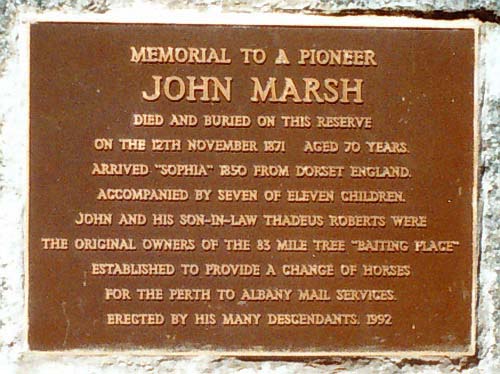 MEMORIAL TO A PIONEER
JOHN MARSH
DIED AND BURIED ON THIS RESERVE
ON THE 12TH NOVEMBER 1871 AGED 70 YEARS.
ARRIVED "SOPHIA" 1850 FROM DORSET ENGLAND.
ACCOMPANIED BY SEVEN OF ELEVEN CHILDREN.
JOHN AND HIS SON-IN-LAW THADEUS ROBERTS WERE
THE ORIGINAL OWNERS OF THE 83 MILE TREE "BAITING PLACE"
ESTABLISHED TO PROVIDE A CHANGE OF HORSES
FOR THE PERTH TO ALBANY MAIL SERVICES.
ERECTED BY HIS MANY DESCENDANTS. 1992